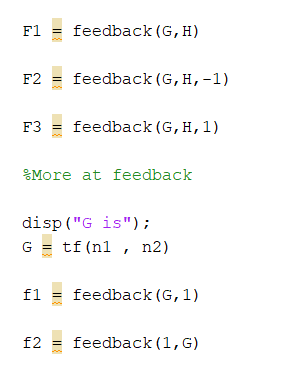 F1 = feedback(G,H)
F2 = feedback(G,H,-1)
F3 = feedback(G,H,1)
%More at feedback
disp("G is");
G = tf(n1 , n2)
f1 = feedback(G,1)
f2 = feedback(1,G)